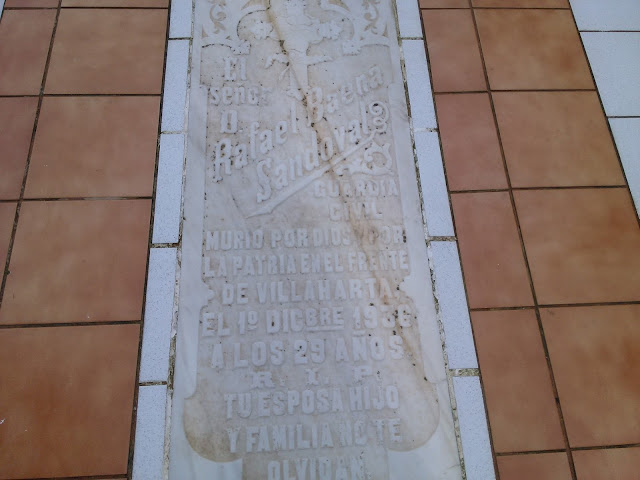 El
señor
D.
Rafael Baena
Sandoval
GUARDIA
CIVIL
MURIO POR DIOS Y POR
LA PATRIA EN EL FRENTE
DE VILLAHARTA
EL 1º DICBRE 1936
A LOS 29 AÑOS
R. I. P.
TU ESPOSA HIJO
Y FAMILIA NO TE
OLVIDAN